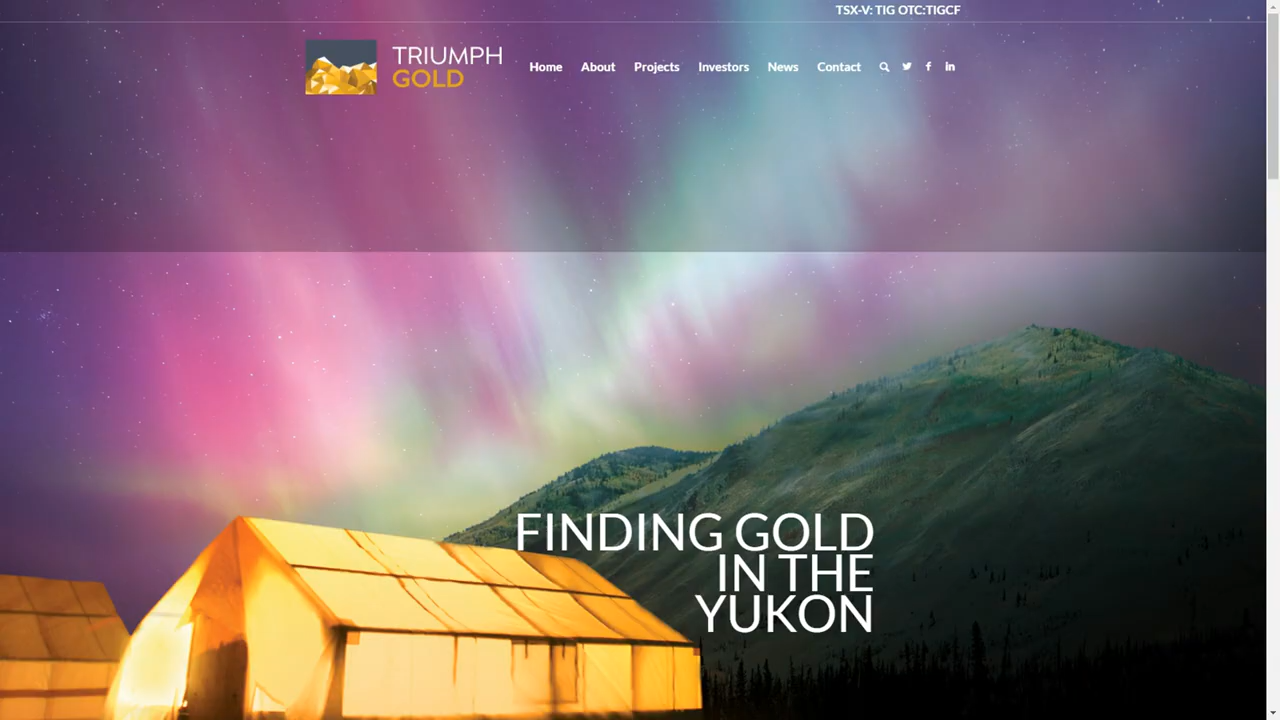 TSX-V: TIG OTC:TIGCF
TRIUMPH
GOLD
Home About Projects Investors News Contact
FINDING GOLD
IN THE
YUKON